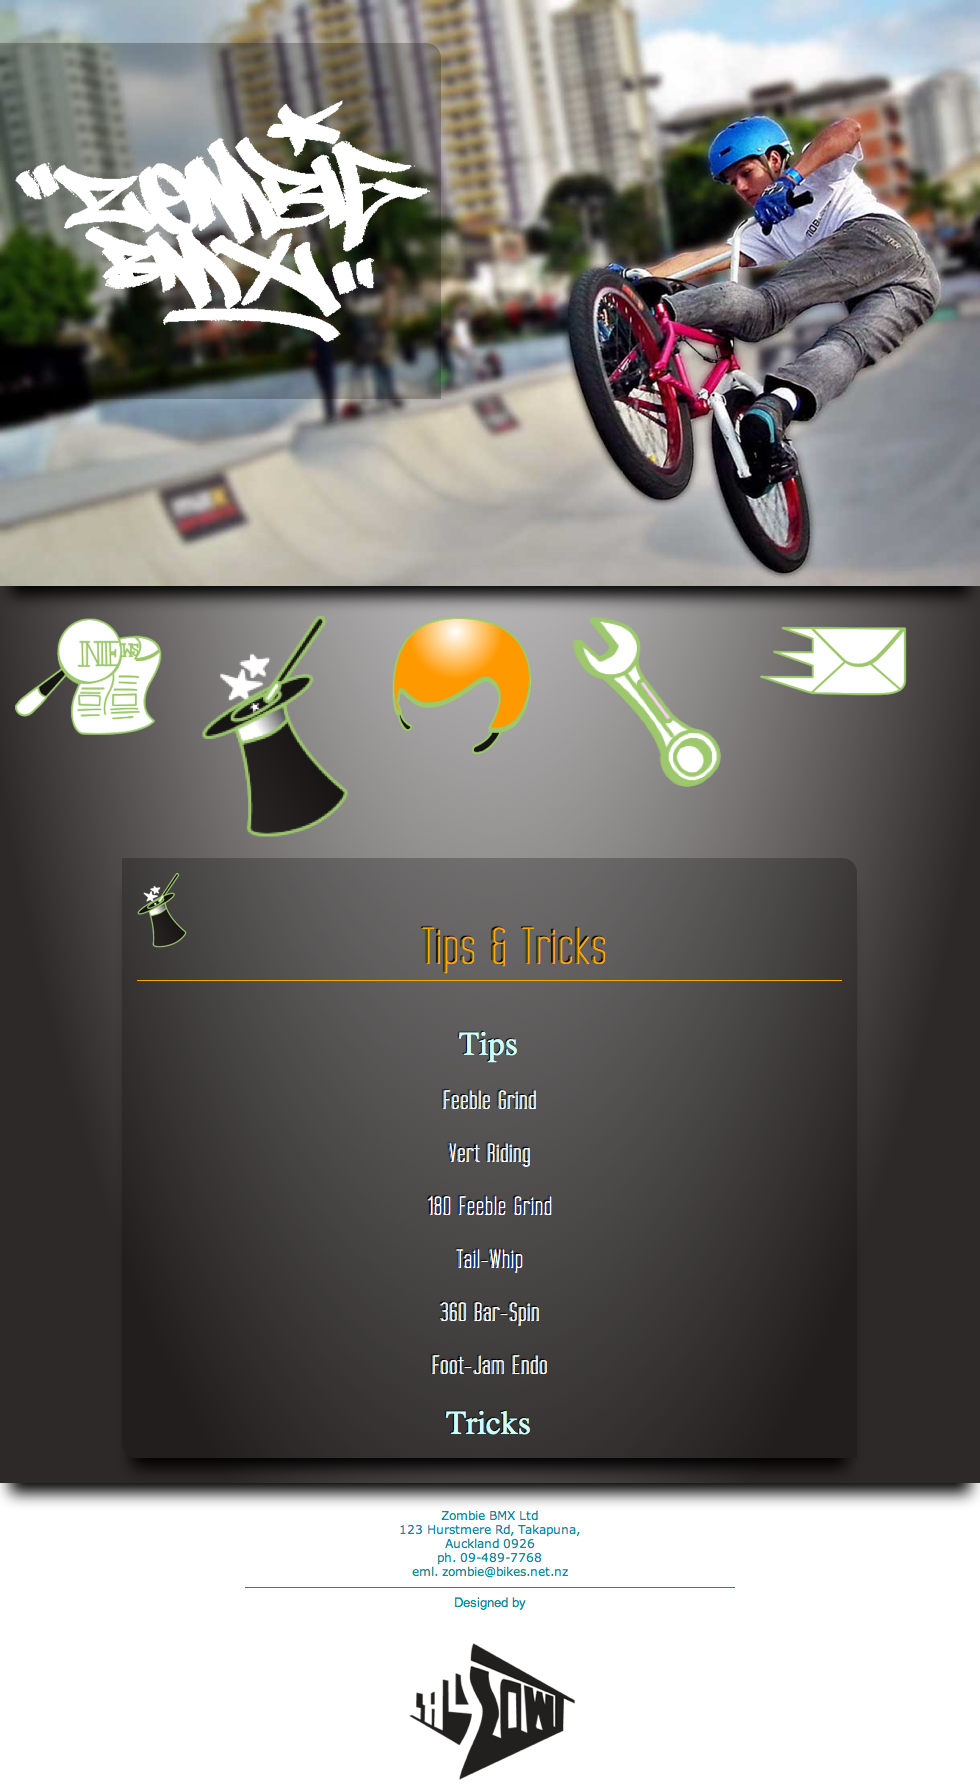 "ZOMBIE
BMX"
NEWS
Tips & Tricks
Tips
Feeble Grind
Vert Riding
180 Feeble Grind
Tail-Whip
360 Bar-Spin
Foot-Jam Endo
Tricks
Zombie BMX Ltd
123 Hurstmere Rd, Takapuna,
Auckland 0926
ph. 09-489-7768
eml. zombie@bikes.net.nz
Designed by